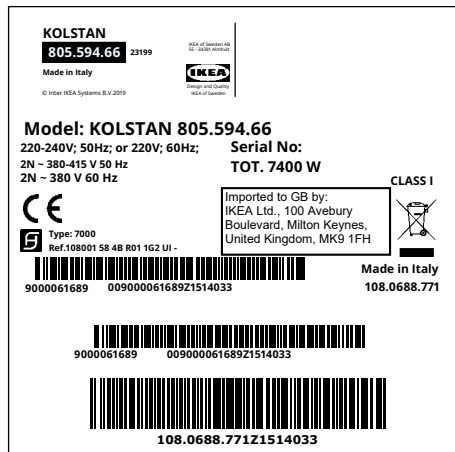 KOLSTAN
805.594.66 23199
Made in Italy
© Inter IKEA Systems B.V.2019
IKEA of Sweden AB
SE - 34381 Älmhult
IKEA
Design and Quality
IKEA of Sweden
Model: KOLSTAN 805.594.66
220-240V; 50Hz; or 220V; 60Hz;
2N ~ 380-415 V 50 Hz
2N ~ 380 V 60 Hz
Serial No:
TOT. 7400 W
CLASS I
CE
Imported to GB by:
IKEA Ltd., 100 Avebury
Boulevard, Milton Keynes,
United Kingdom, MK9 1FH
Type: 7000
Ref.108001 58 4B R01 1G2 UI -
Made in Italy
108.0688.771
9000061689 009000061689Z1514033
9000061689 009000061689Z1514033
108.0688.771Z1514033